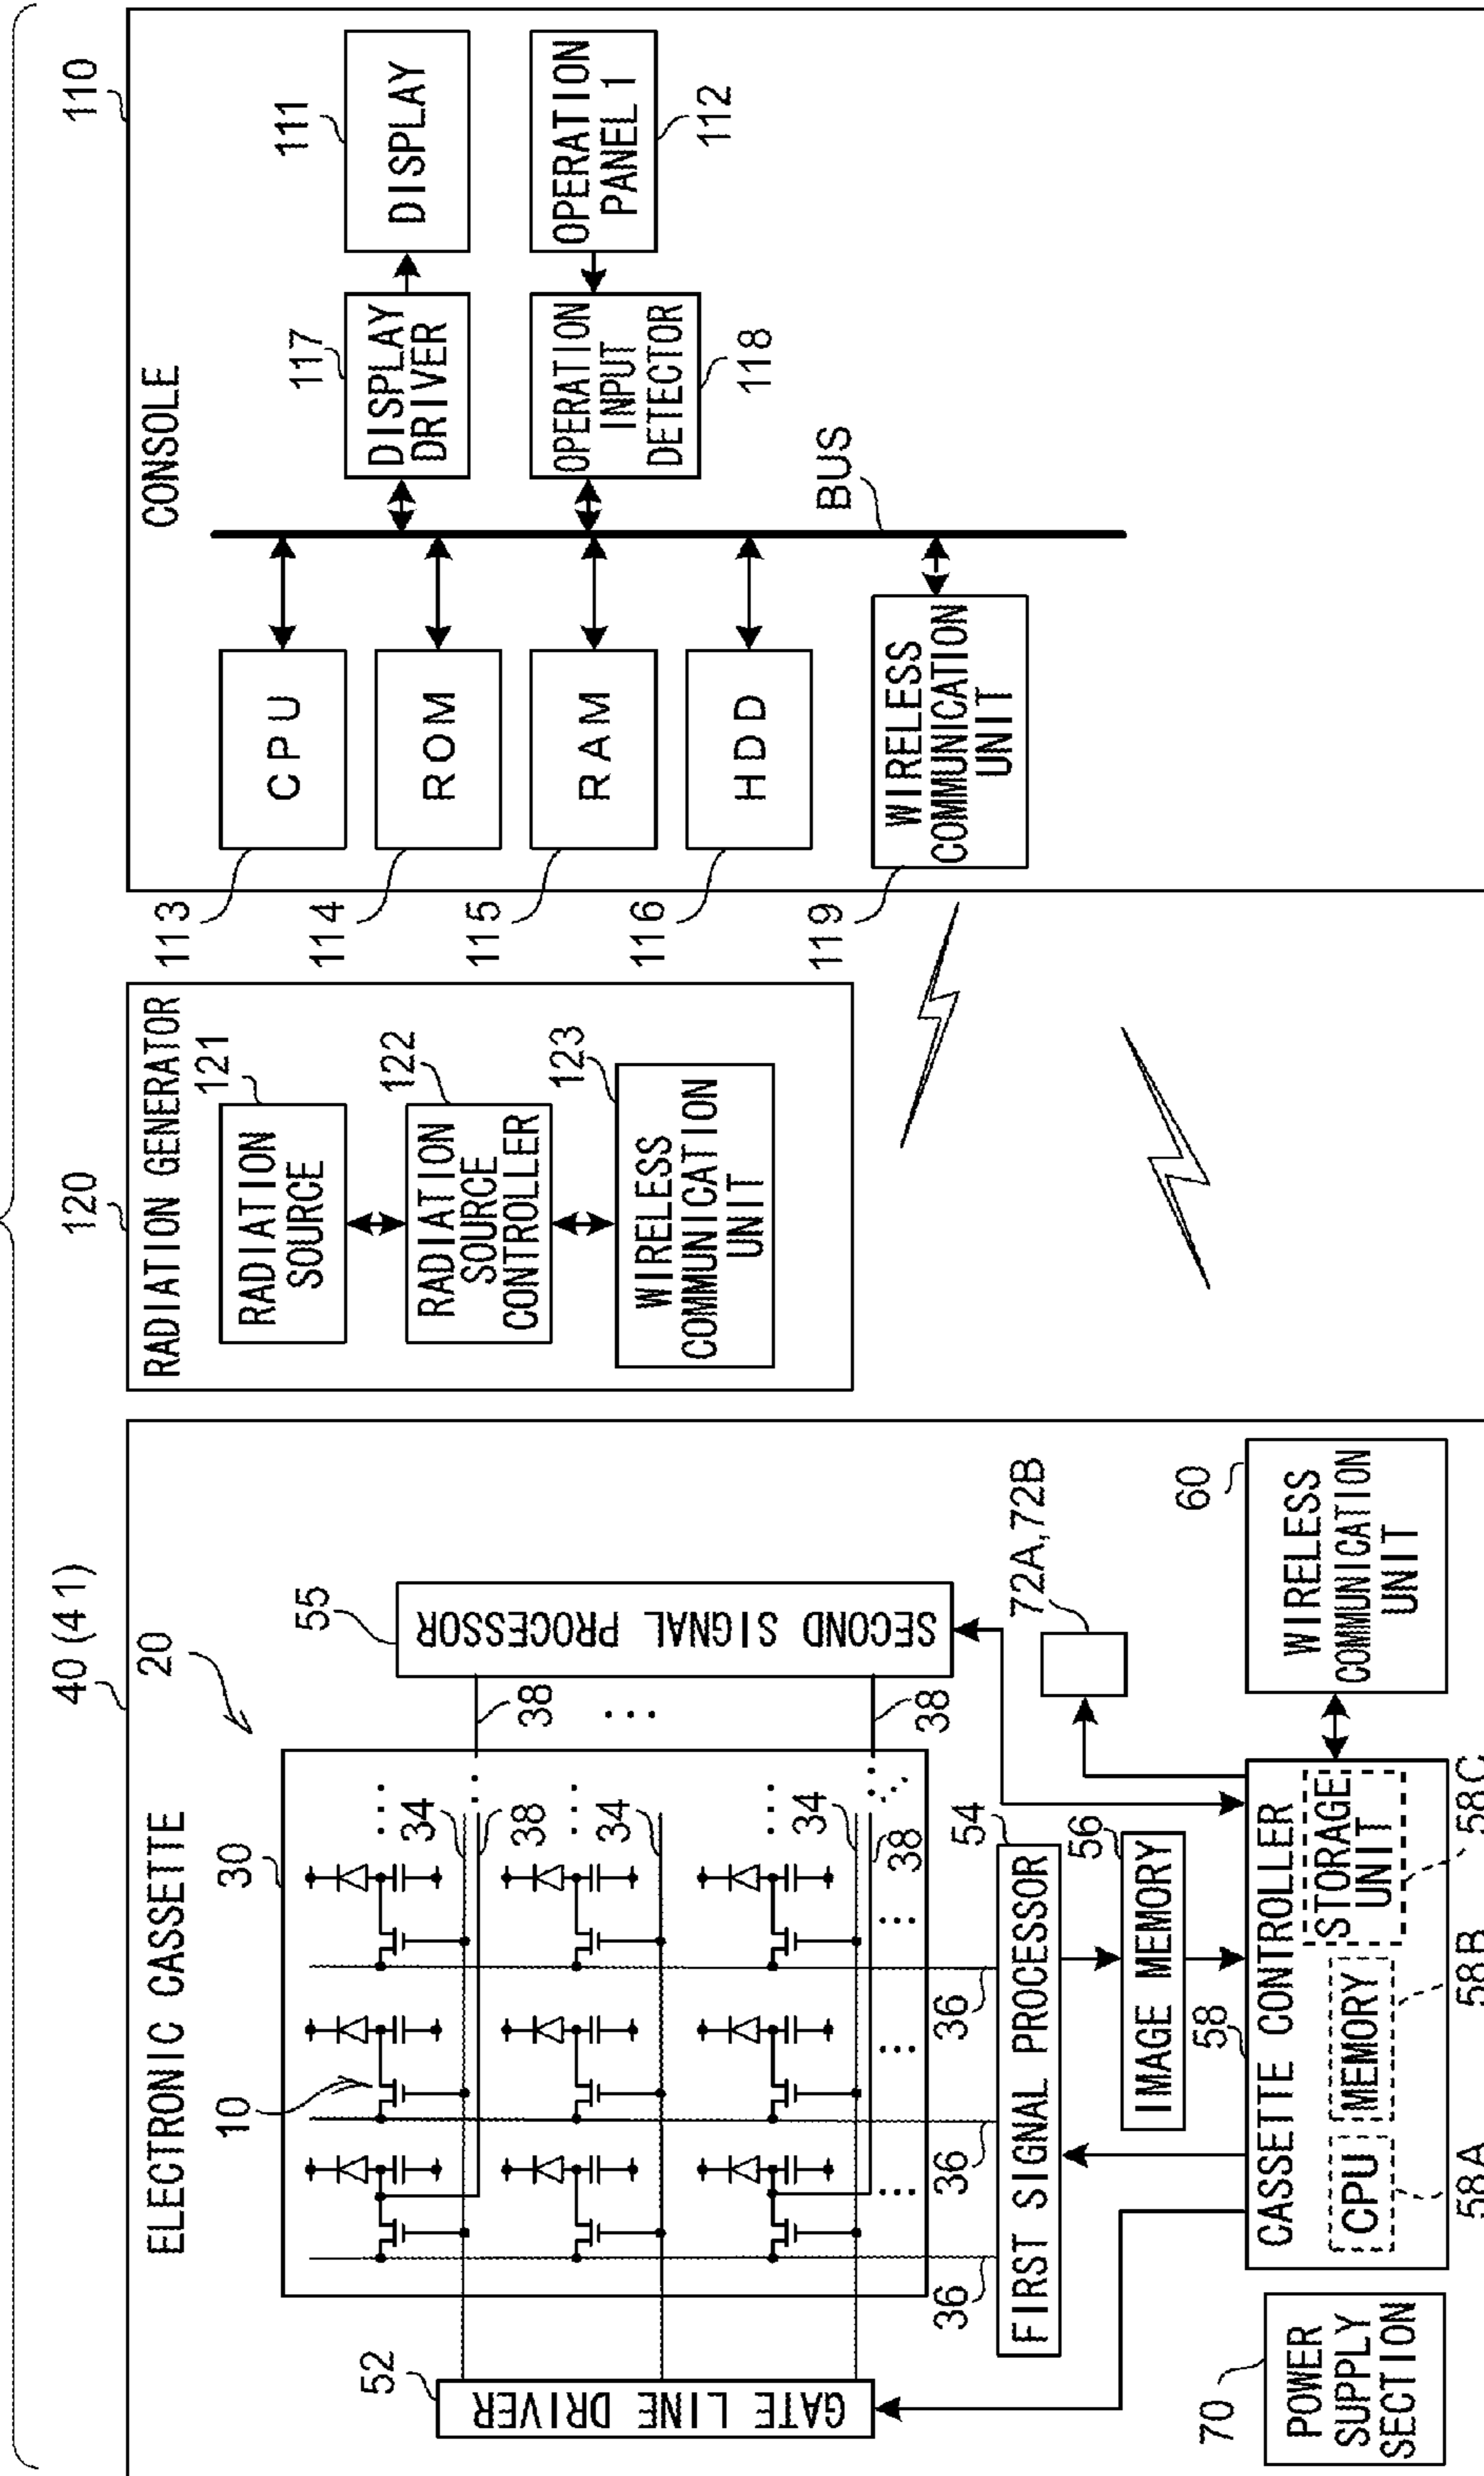 40 (41)
ELECTRONIC CASSETTE
20
30
10
55
SECOND SIGNAL PROCESSOR
38
38
34
38
34
34
38
52
GATE LINE DRIVER
36
36
36
54
FIRST SIGNAL PROCESSOR
72A, 72B
56
IMAGE MEMORY
58
CASSETTE CONTROLLER
CPU
MEMORY
STORAGE
UNIT
58A
58B
58C
60
WIRELESS
COMMUNICATION
UNIT
70
POWER
SUPPLY
SECTION
120
RADIATION GENERATOR
121
RADIATION
SOURCE
122
RADIATION
SOURCE
CONTROLLER
123
WIRELESS
COMMUNICATION
UNIT
110
CONSOLE
113
CPU
114
ROM
115
RAM
116
HDD
119
WIRELESS
COMMUNICATION
UNIT
BUS
117
DISPLAY
DRIVER
111
DISPLAY
OPERATION
INPUT
DETECTOR
118
OPERATION
PANEL 1
112